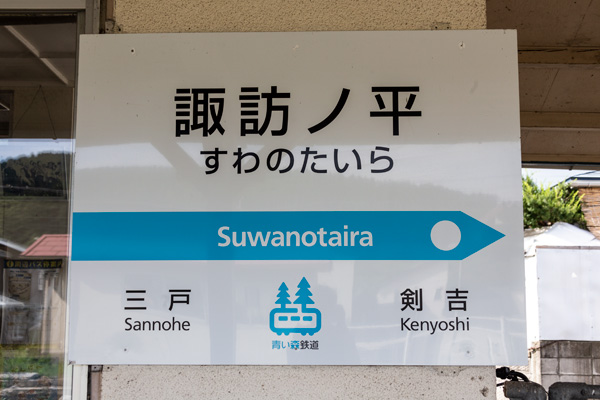 諏訪ノ平
すわのたいら
Suwanotaira
三戸 剣吉
Sannohe Kenyoshi
青い森鉄道